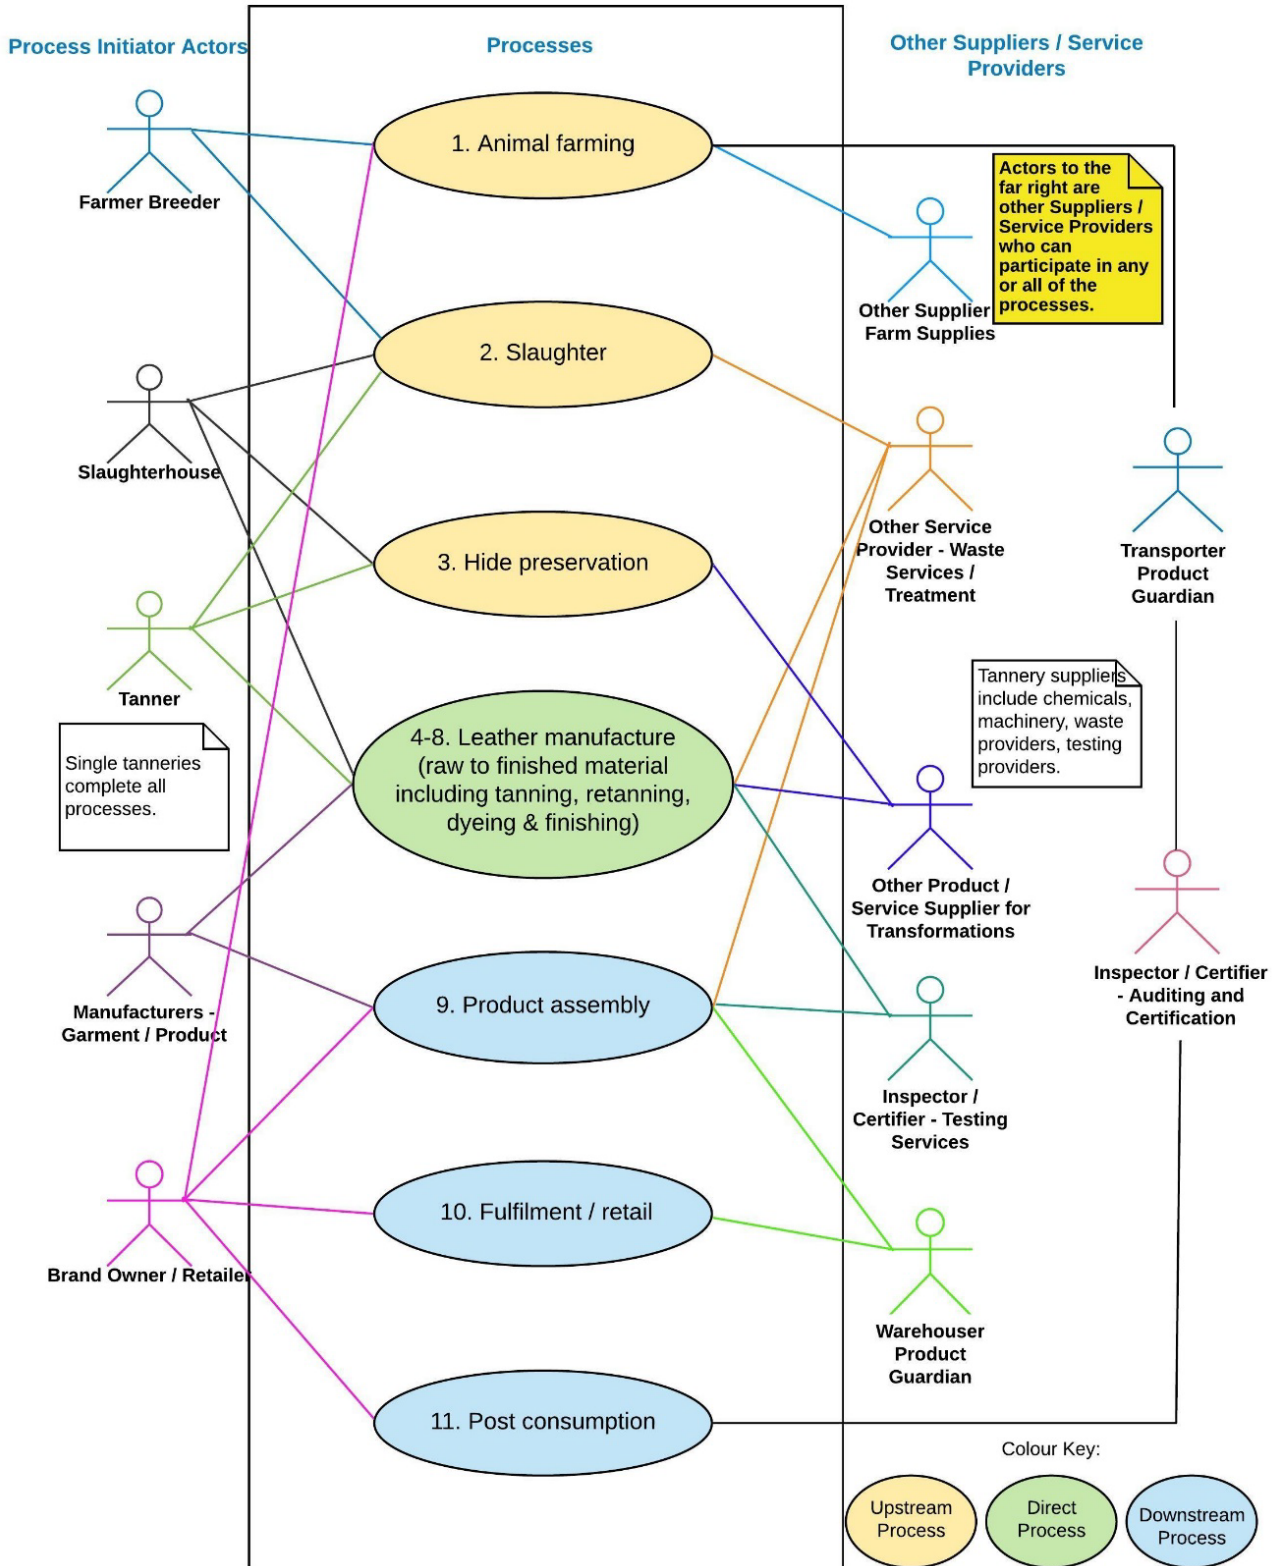 Process Initiator Actors
Processes
Other Suppliers / Service
Providers
Farmer Breeder
Slaughterhouse
Tanner
Single tanneries
complete all
processes.
Manufacturers -
Garment / Product
Brand Owner / Retailer
1. Animal farming
2. Slaughter
3. Hide preservation
4-8. Leather manufacture
(raw to finished material
including tanning, retanning,
dyeing & finishing)
9. Product assembly
10. Fulfilment / retail
11. Post consumption
Other Supplier
Farm Supplies
Other Service
Provider - Waste
Services /
Treatment
Other Product /
Service Supplier for
Transformations
Inspector /
Certifier - Testing
Services
Warehouser
Product
Guardian
Actors to the
far right are
other Suppliers /
Service Providers
who can
participate in any
or all of the
processes.
Transporter
Product
Guardian
Tannery suppliers
include chemicals,
machinery, waste
providers, testing
providers.
Inspector / Certifier
- Auditing and
Certification
Colour Key:
Upstream
Process
Direct
Process
Downstream
Process